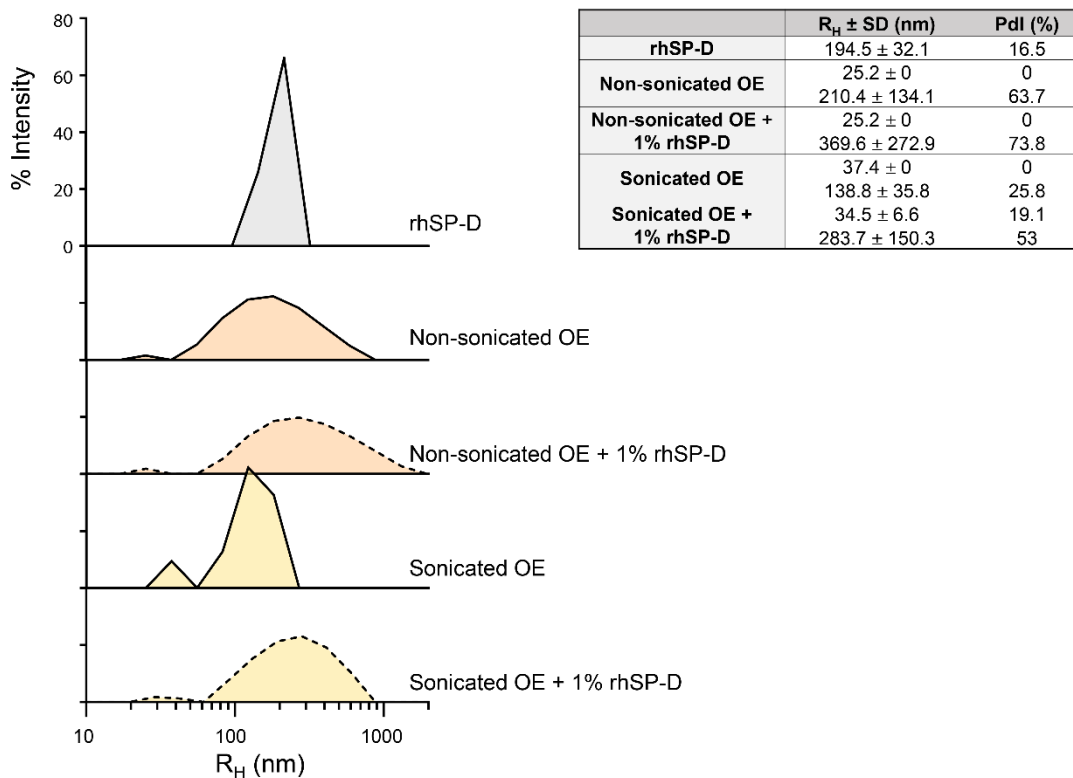 80
60
40
20
0
% Intensity
rhSP-D
Non-sonicated OE
Non-sonicated OE + 1% rhSP-D
Sonicated OE
Sonicated OE + 1% rhSP-D
10 100 1000
R_H (nm)
R_H ± SD (nm) PdI (%)
rhSP-D 194.5 ± 32.1 16.5
Non-sonicated OE 25.2 ± 0 0
210.4 ± 134.1 63.7
Non-sonicated OE + 25.2 ± 0 0
1% rhSP-D 369.6 ± 272.9 73.8
Sonicated OE 37.4 ± 0 0
138.8 ± 35.8 25.8
Sonicated OE + 34.5 ± 6.6 19.1
1% rhSP-D 283.7 ± 150.3 53